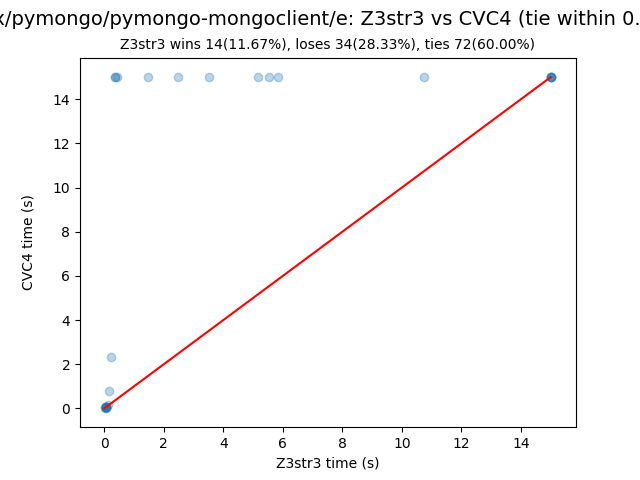 x/pymongo/pymongo-mongoclient/e: Z3str3 vs CVC4 (tie within 0.
Z3str3 wins 14(11.67%), loses 34(28.33%), ties 72(60.00%)
14
12
10
8
6
4
2
0
CVC4 time (s)
0 2 4 6 8 10 12 14
Z3str3 time (s)